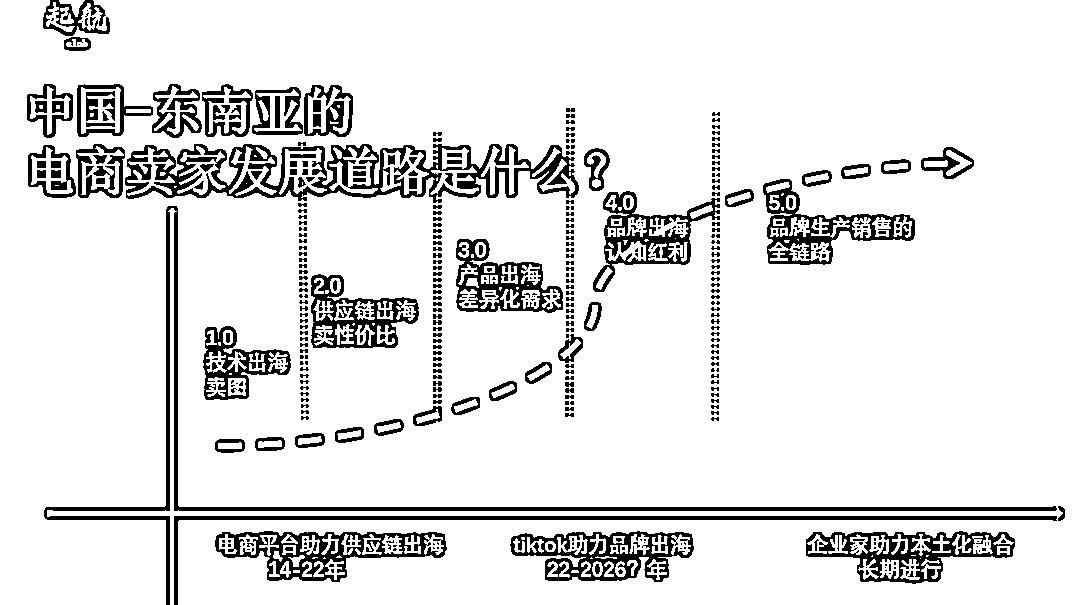 起航
中国-东南亚的
电商卖家发展道路是什么?
1.0
技术出海
卖图
2.0
供应链出海
卖性价比
3.0
产品出海
差异化需求
4.0
品牌出海
认知红利
5.0
品牌生产销售的
全链路
电商平台助力供应链出海
14-22年
tiktok助力品牌出海
22-2026? 年
企业家助力本土化融合
长期进行